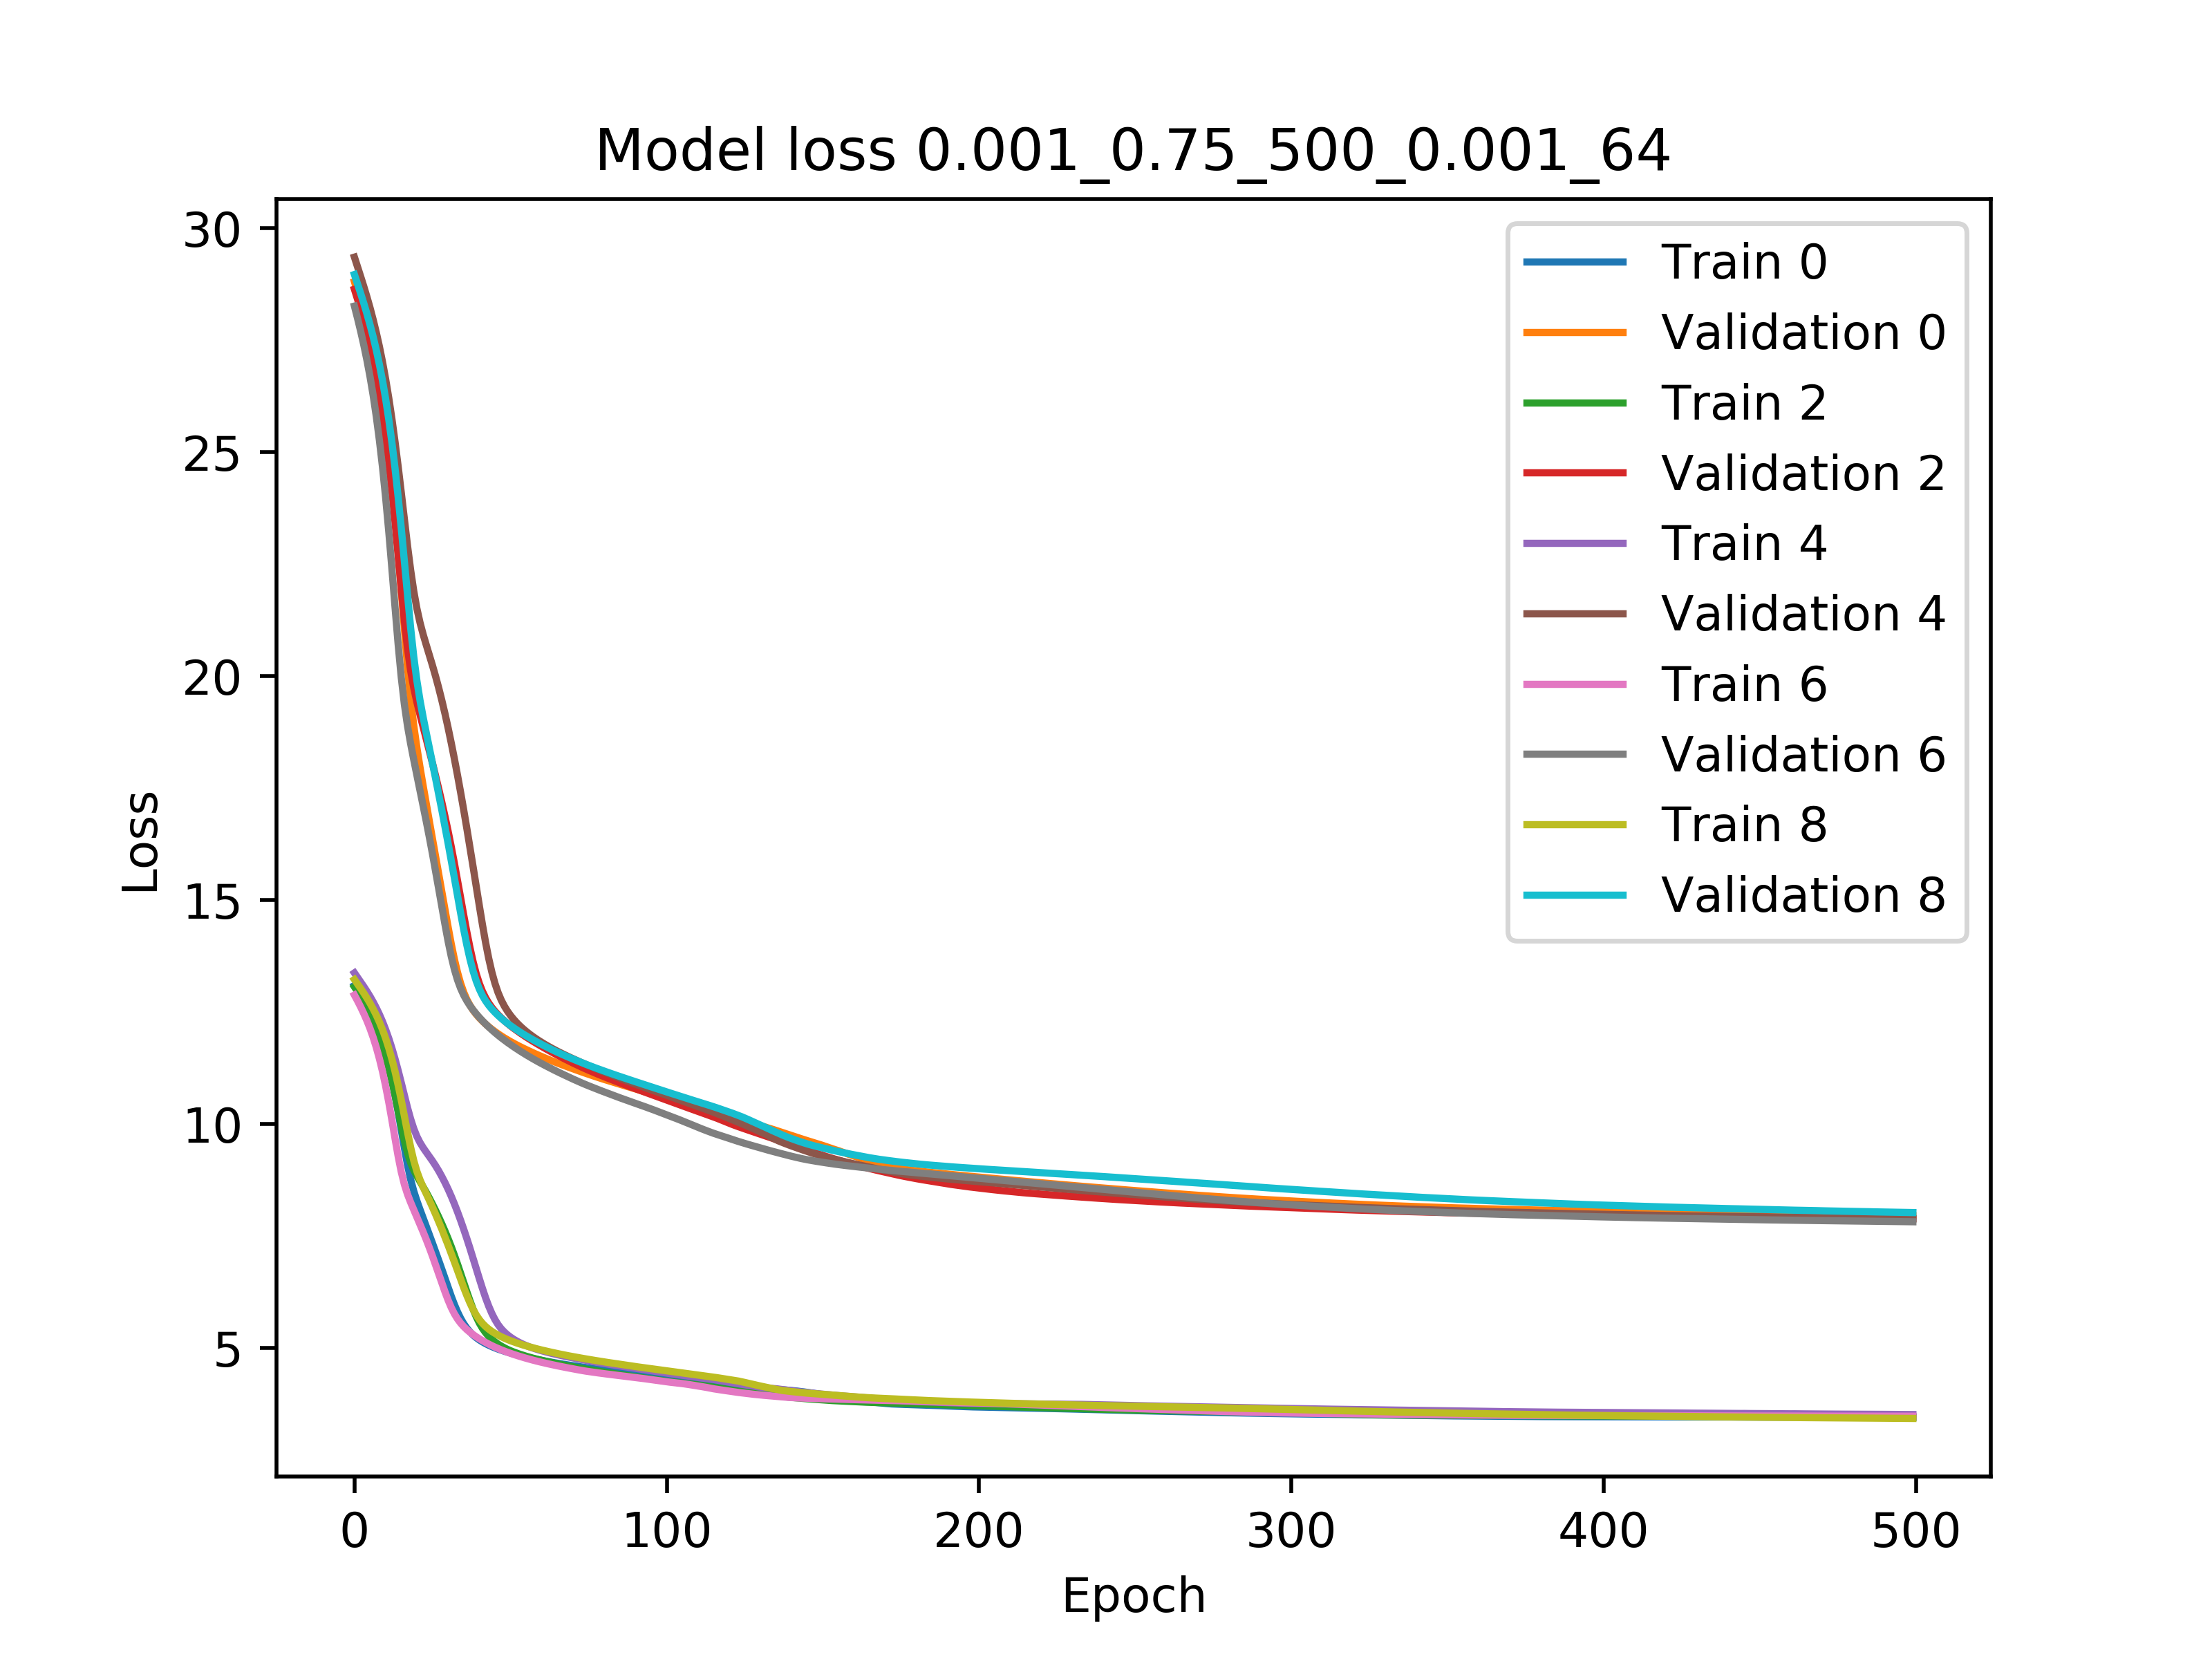 Model loss 0.001_0.75_500_0.001_64
30
25
20
15
10
5
Loss
0 100 200 300 400 500
Epoch
Train 0
Validation 0
Train 2
Validation 2
Train 4
Validation 4
Train 6
Validation 6
Train 8
Validation 8